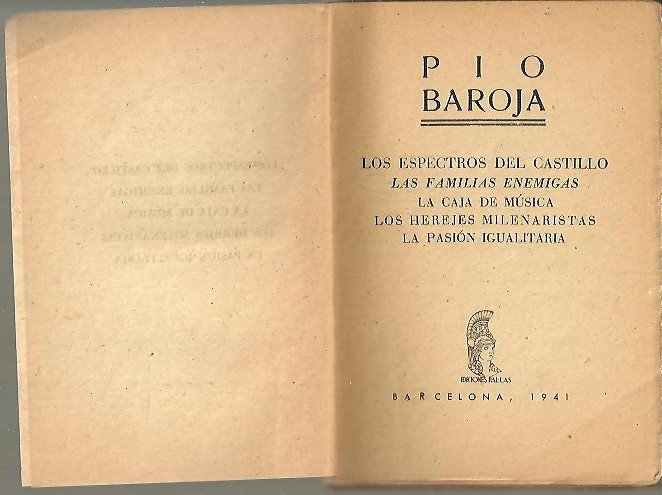 PIO
BAROJA
LOS ESPECTROS DEL CASTILLO
LAS FAMILIAS ENEMIGAS
LA CAJA DE MÚSICA
LOS HEREJES MILENARISTAS
LA PASIÓN IGUALITARIA
EDICIONES PALLAS
BARCELONA, 1941